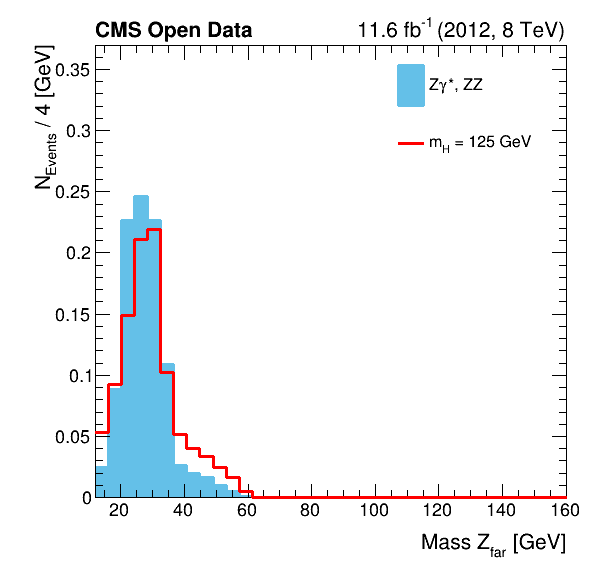 CMS Open Data
11.6 fb⁻¹ (2012, 8 TeV)
N_Events / 4 [GeV]
0.35
0.3
0.25
0.2
0.15
0.1
0.05
0
Zγ*, ZZ
m_H = 125 GeV
20 40 60 80 100 120 140 160
Mass Z_far [GeV]